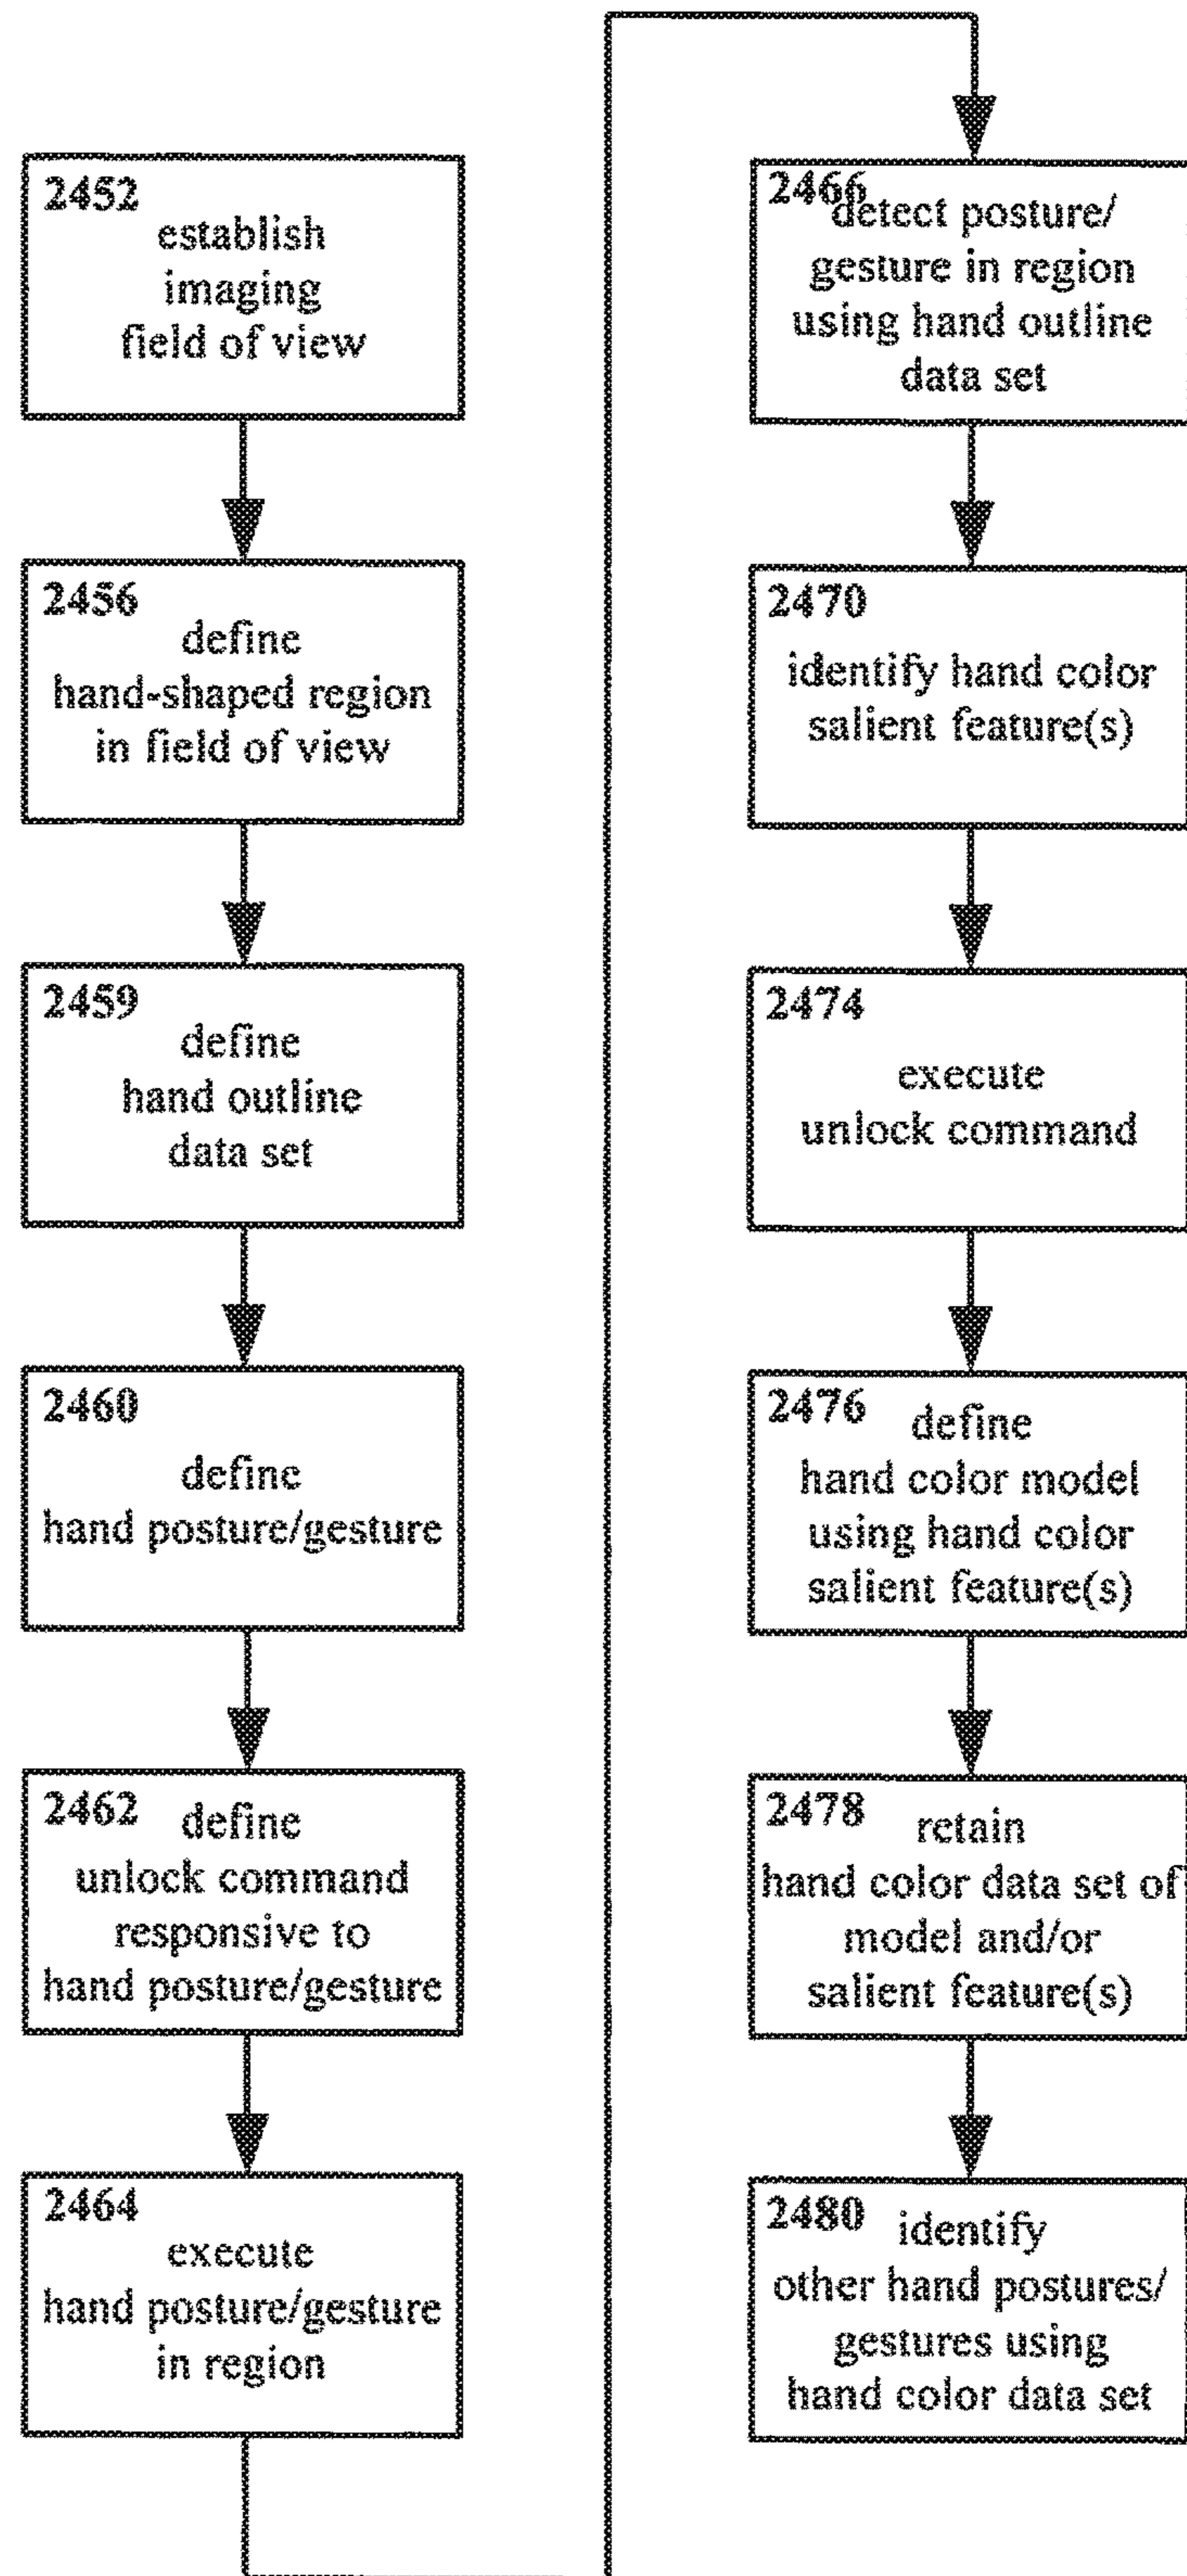 2452
establish
imaging
field of view
2456
define
hand-shaped region
in field of view
2459
define
hand outline
data set
2460
define
hand posture/gesture
2462
define
unlock command
responsive to
hand posture/gesture
2464
execute
hand posture/gesture
in region
2466
detect posture/
gesture in region
using hand outline
data set
2470
identify hand color
salient feature(s)
2474
execute
unlock command
2476
define
hand color model
using hand color
salient feature(s)
2478
retain
hand color data set of
model and/or
salient feature(s)
2480
identify
other hand postures/
gestures using
hand color data set